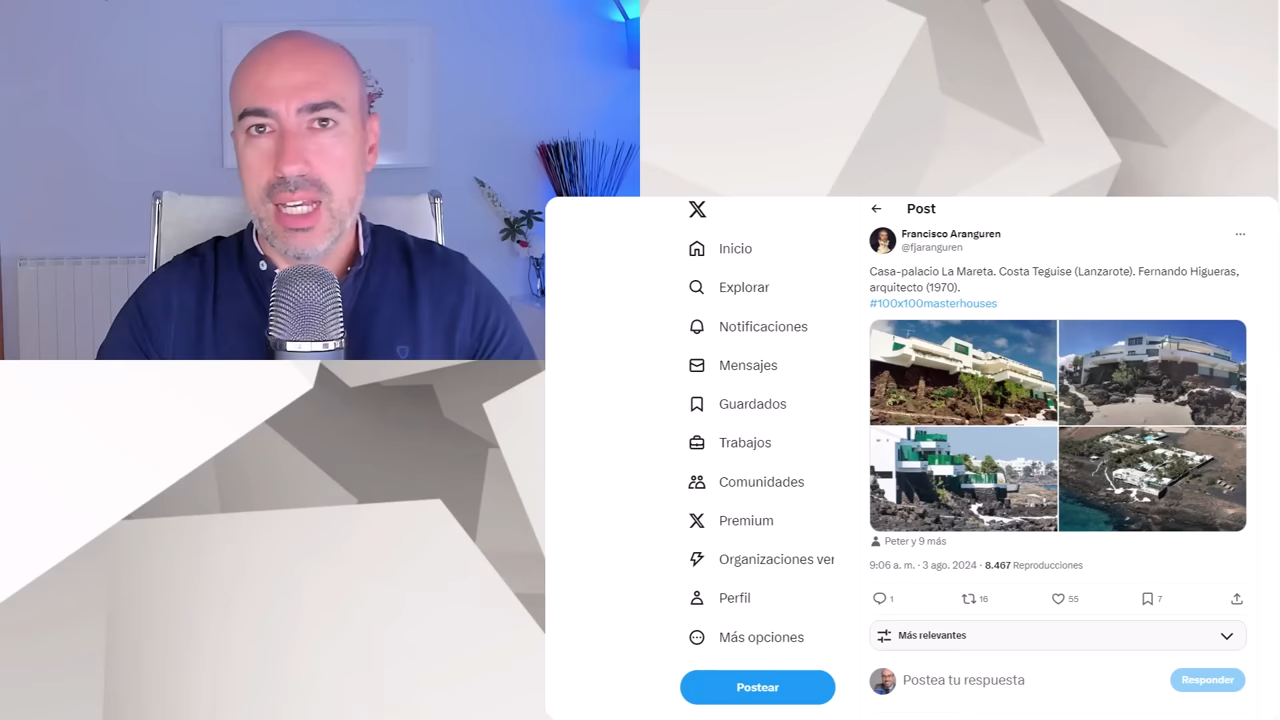 Inicio
Explorar
Notificaciones
Mensajes
Guardados
Trabajos
Comunidades
Premium
Organizaciones ver
Perfil
Más opciones
Postear
Post
Francisco Aranguren
@fjaranguren
Casa-palacio La Mareta. Costa Teguise (Lanzarote). Fernando Higueras,
arquitecto (1970).
#100x100masterhouses
Peter y 9 más
9:06 a. m. · 3 ago. 2024 · 8.467 Reproducciones
1 16 55 7
Más relevantes
Postea tu respuesta
Responder